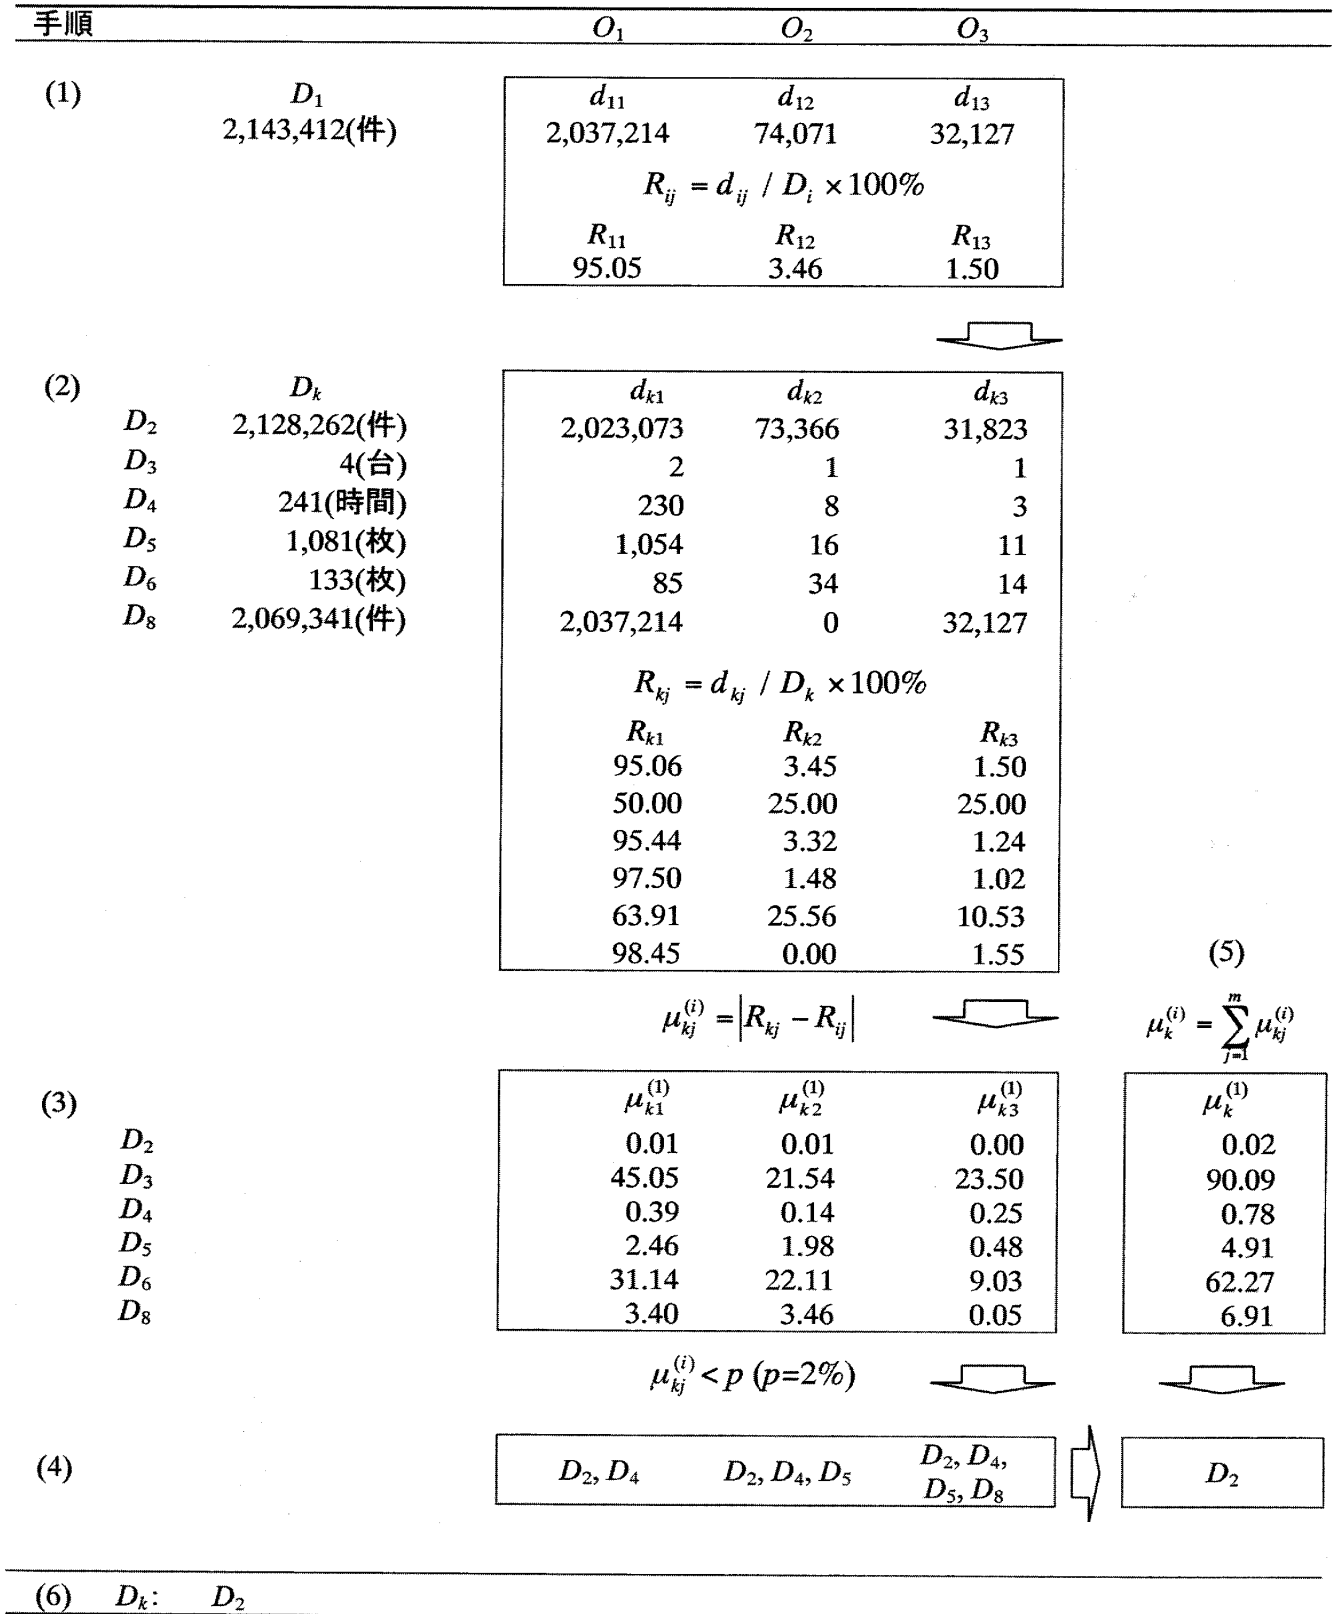 手順 O1 O2 O3
(1) D1 d11 d12 d13
2,143,412(件) 2,037,214 74,071 32,127
Rij = dij / Di ×100%
R11 R12 R13
95.05 3.46 1.50
(2) Dk dk1 dk2 dk3
D2 2,128,262(件) 2,023,073 73,366 31,823
D3 4(台) 2 1 1
D4 241(時間) 230 8 3
D5 1,081(枚) 1,054 16 11
D6 133(枚) 85 34 14
D8 2,069,341(件) 2,037,214 0 32,127
Rkj = dkj / Dk ×100%
Rk1 Rk2 Rk3
95.06 3.45 1.50
50.00 25.00 25.00
95.44 3.32 1.24
97.50 1.48 1.02
63.91 25.56 10.53
98.45 0.00 1.55
(5)
μkj(i) = |Rkj − Rij| μk(i) = ∑j=1m μkj(i)
(3) μk1(1) μk2(1) μk3(1) μk(1)
D2 0.01 0.01 0.00 0.02
D3 45.05 21.54 23.50 90.09
D4 0.39 0.14 0.25 0.78
D5 2.46 1.98 0.48 4.91
D6 31.14 22.11 9.03 62.27
D8 3.40 3.46 0.05 6.91
μkj(i) < p (p=2%)
(4) D2, D4 D2, D4, D5 D2, D4, D5, D8 D2
(6) Dk: D2